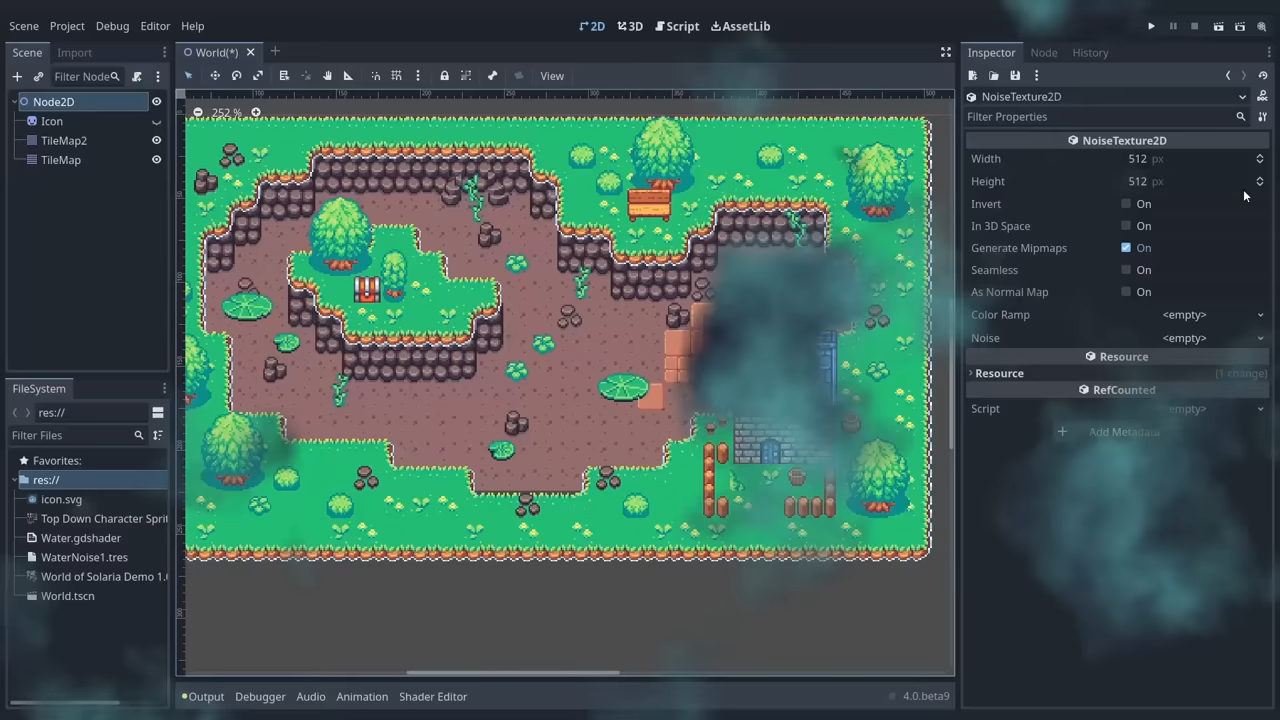 Scene Project Debug Editor Help
2D 3D Script AssetLib
Scene Import
World(*)
Inspector Node History
Filter Node
View
NoiseTexture2D
252 %
Filter Properties
Node2D
Icon
TileMap2
TileMap
NoiseTexture2D
Width 512 px
Height 512 px
Invert On
In 3D Space On
Generate Mipmaps On
Seamless On
As Normal Map On
Color Ramp <empty>
Noise <empty>
Resource
Resource (1 change)
RefCounted
Script <empty>
Add Metadata
FileSystem
res://
Filter Files
Favorites:
res://
icon.svg
Top Down Character Sprit
Water.gdshader
WaterNoise1.tres
World of Solaria Demo 1.
World.tscn
Output Debugger Audio Animation Shader Editor
4.0.beta9